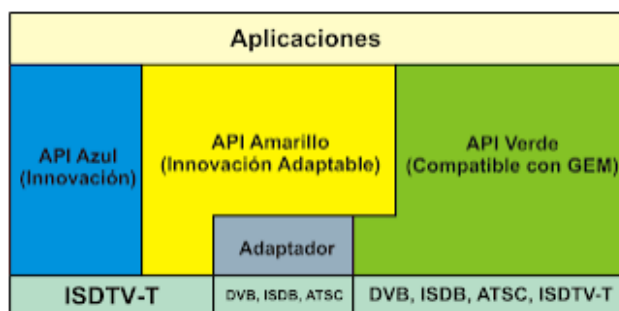 Aplicaciones
API Azul
(Innovación)
API Amarillo
(Innovación Adaptable)
API Verde
(Compatible con GEM)
Adaptador
ISDTV-T
DVB, ISDB, ATSC
DVB, ISDB, ATSC, ISDTV-T